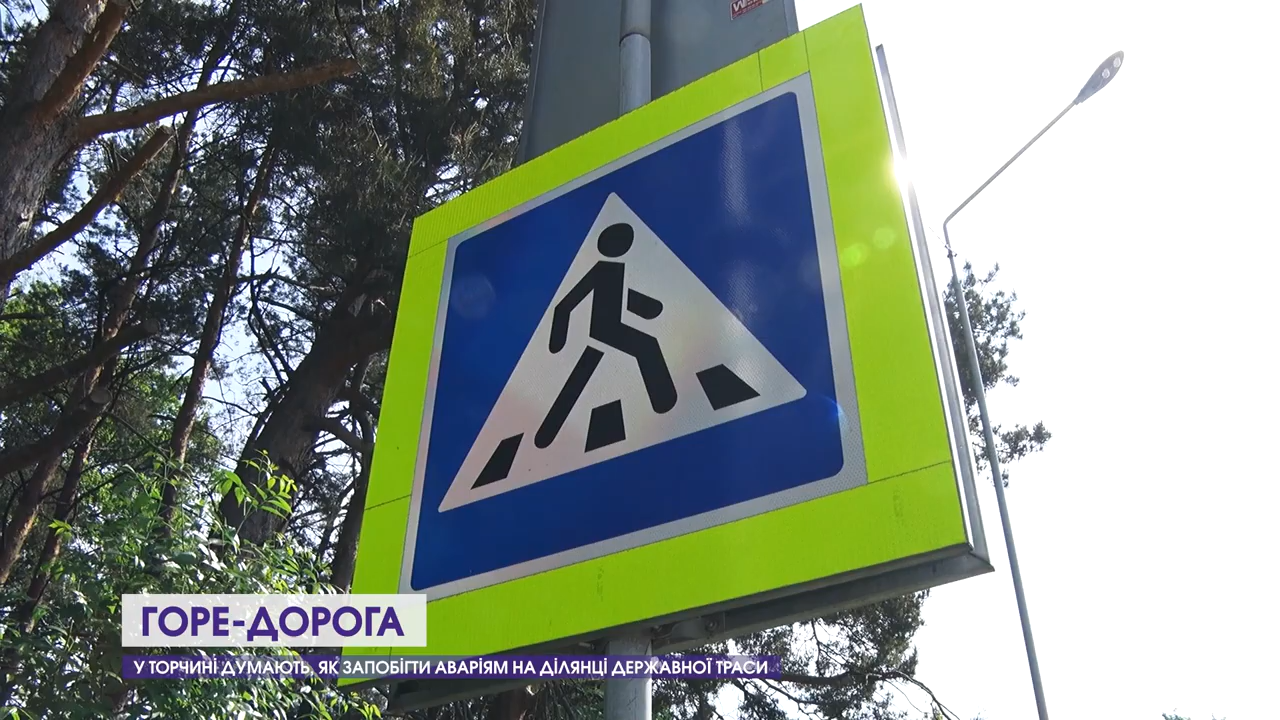 ГОРЕ-ДОРОГА
У ТОРЧИНІ ДУМАЮТЬ, ЯК ЗАПОБІГТИ АВАРІЯМ НА ДІЛЯНЦІ ДЕРЖАВНОЇ ТРАСИ